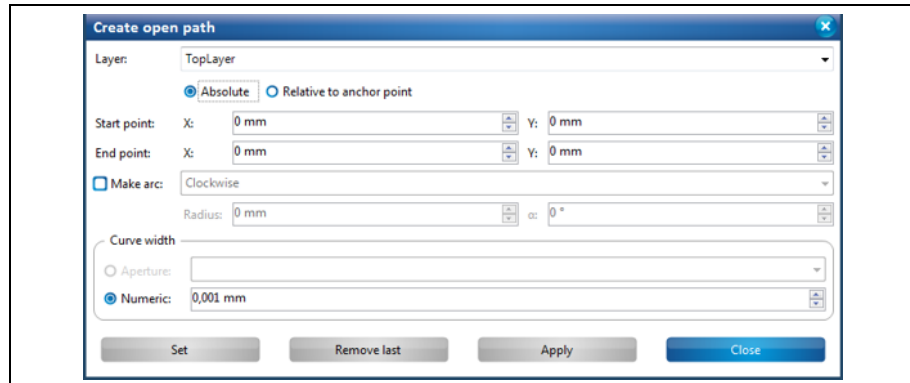 Create open path
Layer: TopLayer
Absolute Relative to anchor point
Start point: X: 0 mm Y: 0 mm
End point: X: 0 mm Y: 0 mm
Make arc: Clockwise
Radius: 0 mm α: 0 °
Curve width
Aperture:
Numeric: 0,001 mm
Set Remove last Apply Close